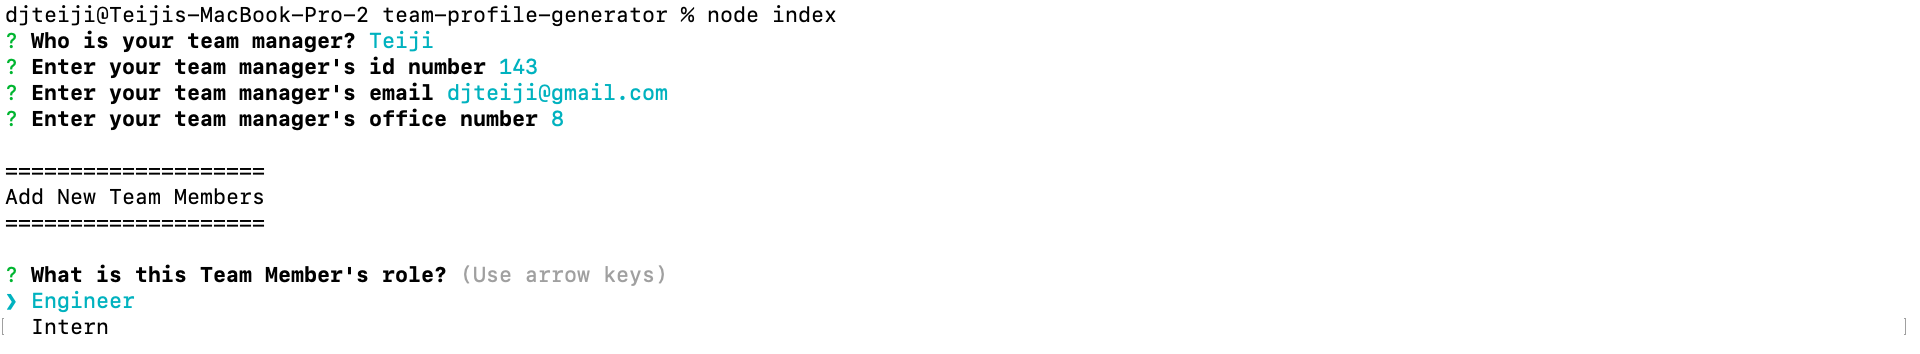 djteiji@Teijis-MacBook-Pro-2 team-profile-generator % node index
? Who is your team manager? Teiji
? Enter your team manager's id number 143
? Enter your team manager's email djteiji@gmail.com
? Enter your team manager's office number 8
====================
Add New Team Members
====================
? What is this Team Member's role? (Use arrow keys)
❯ Engineer
[ Intern ]